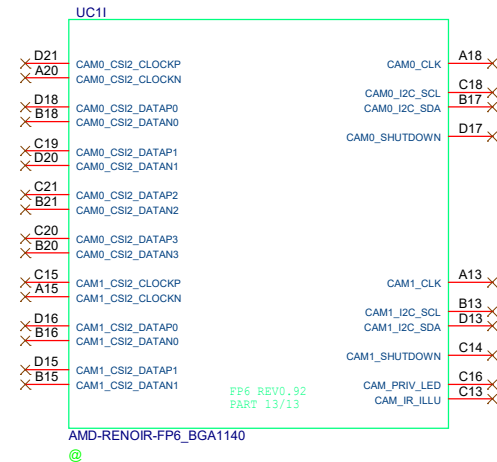 UC1I
D21 CAM0_CSI2_CLOCKP CAM0_CLK A18
A20 CAM0_CSI2_CLOCKN
CAM0_I2C_SCL C18
D18 CAM0_CSI2_DATAP0 CAM0_I2C_SDA B17
B18 CAM0_CSI2_DATAN0
CAM0_SHUTDOWN D17
C19 CAM0_CSI2_DATAP1
D20 CAM0_CSI2_DATAN1
C21 CAM0_CSI2_DATAP2
B21 CAM0_CSI2_DATAN2
C20 CAM0_CSI2_DATAP3
B20 CAM0_CSI2_DATAN3
C15 CAM1_CSI2_CLOCKP CAM1_CLK A13
A15 CAM1_CSI2_CLOCKN
CAM1_I2C_SCL B13
D16 CAM1_CSI2_DATAP0 CAM1_I2C_SDA D13
B16 CAM1_CSI2_DATAN0
CAM1_SHUTDOWN C14
D15 CAM1_CSI2_DATAP1
B15 CAM1_CSI2_DATAN1 CAM_PRIV_LED C16
CAM_IR_ILLU C13
FP6 REV0.92
PART 13/13
AMD-RENOIR-FP6_BGA1140
@